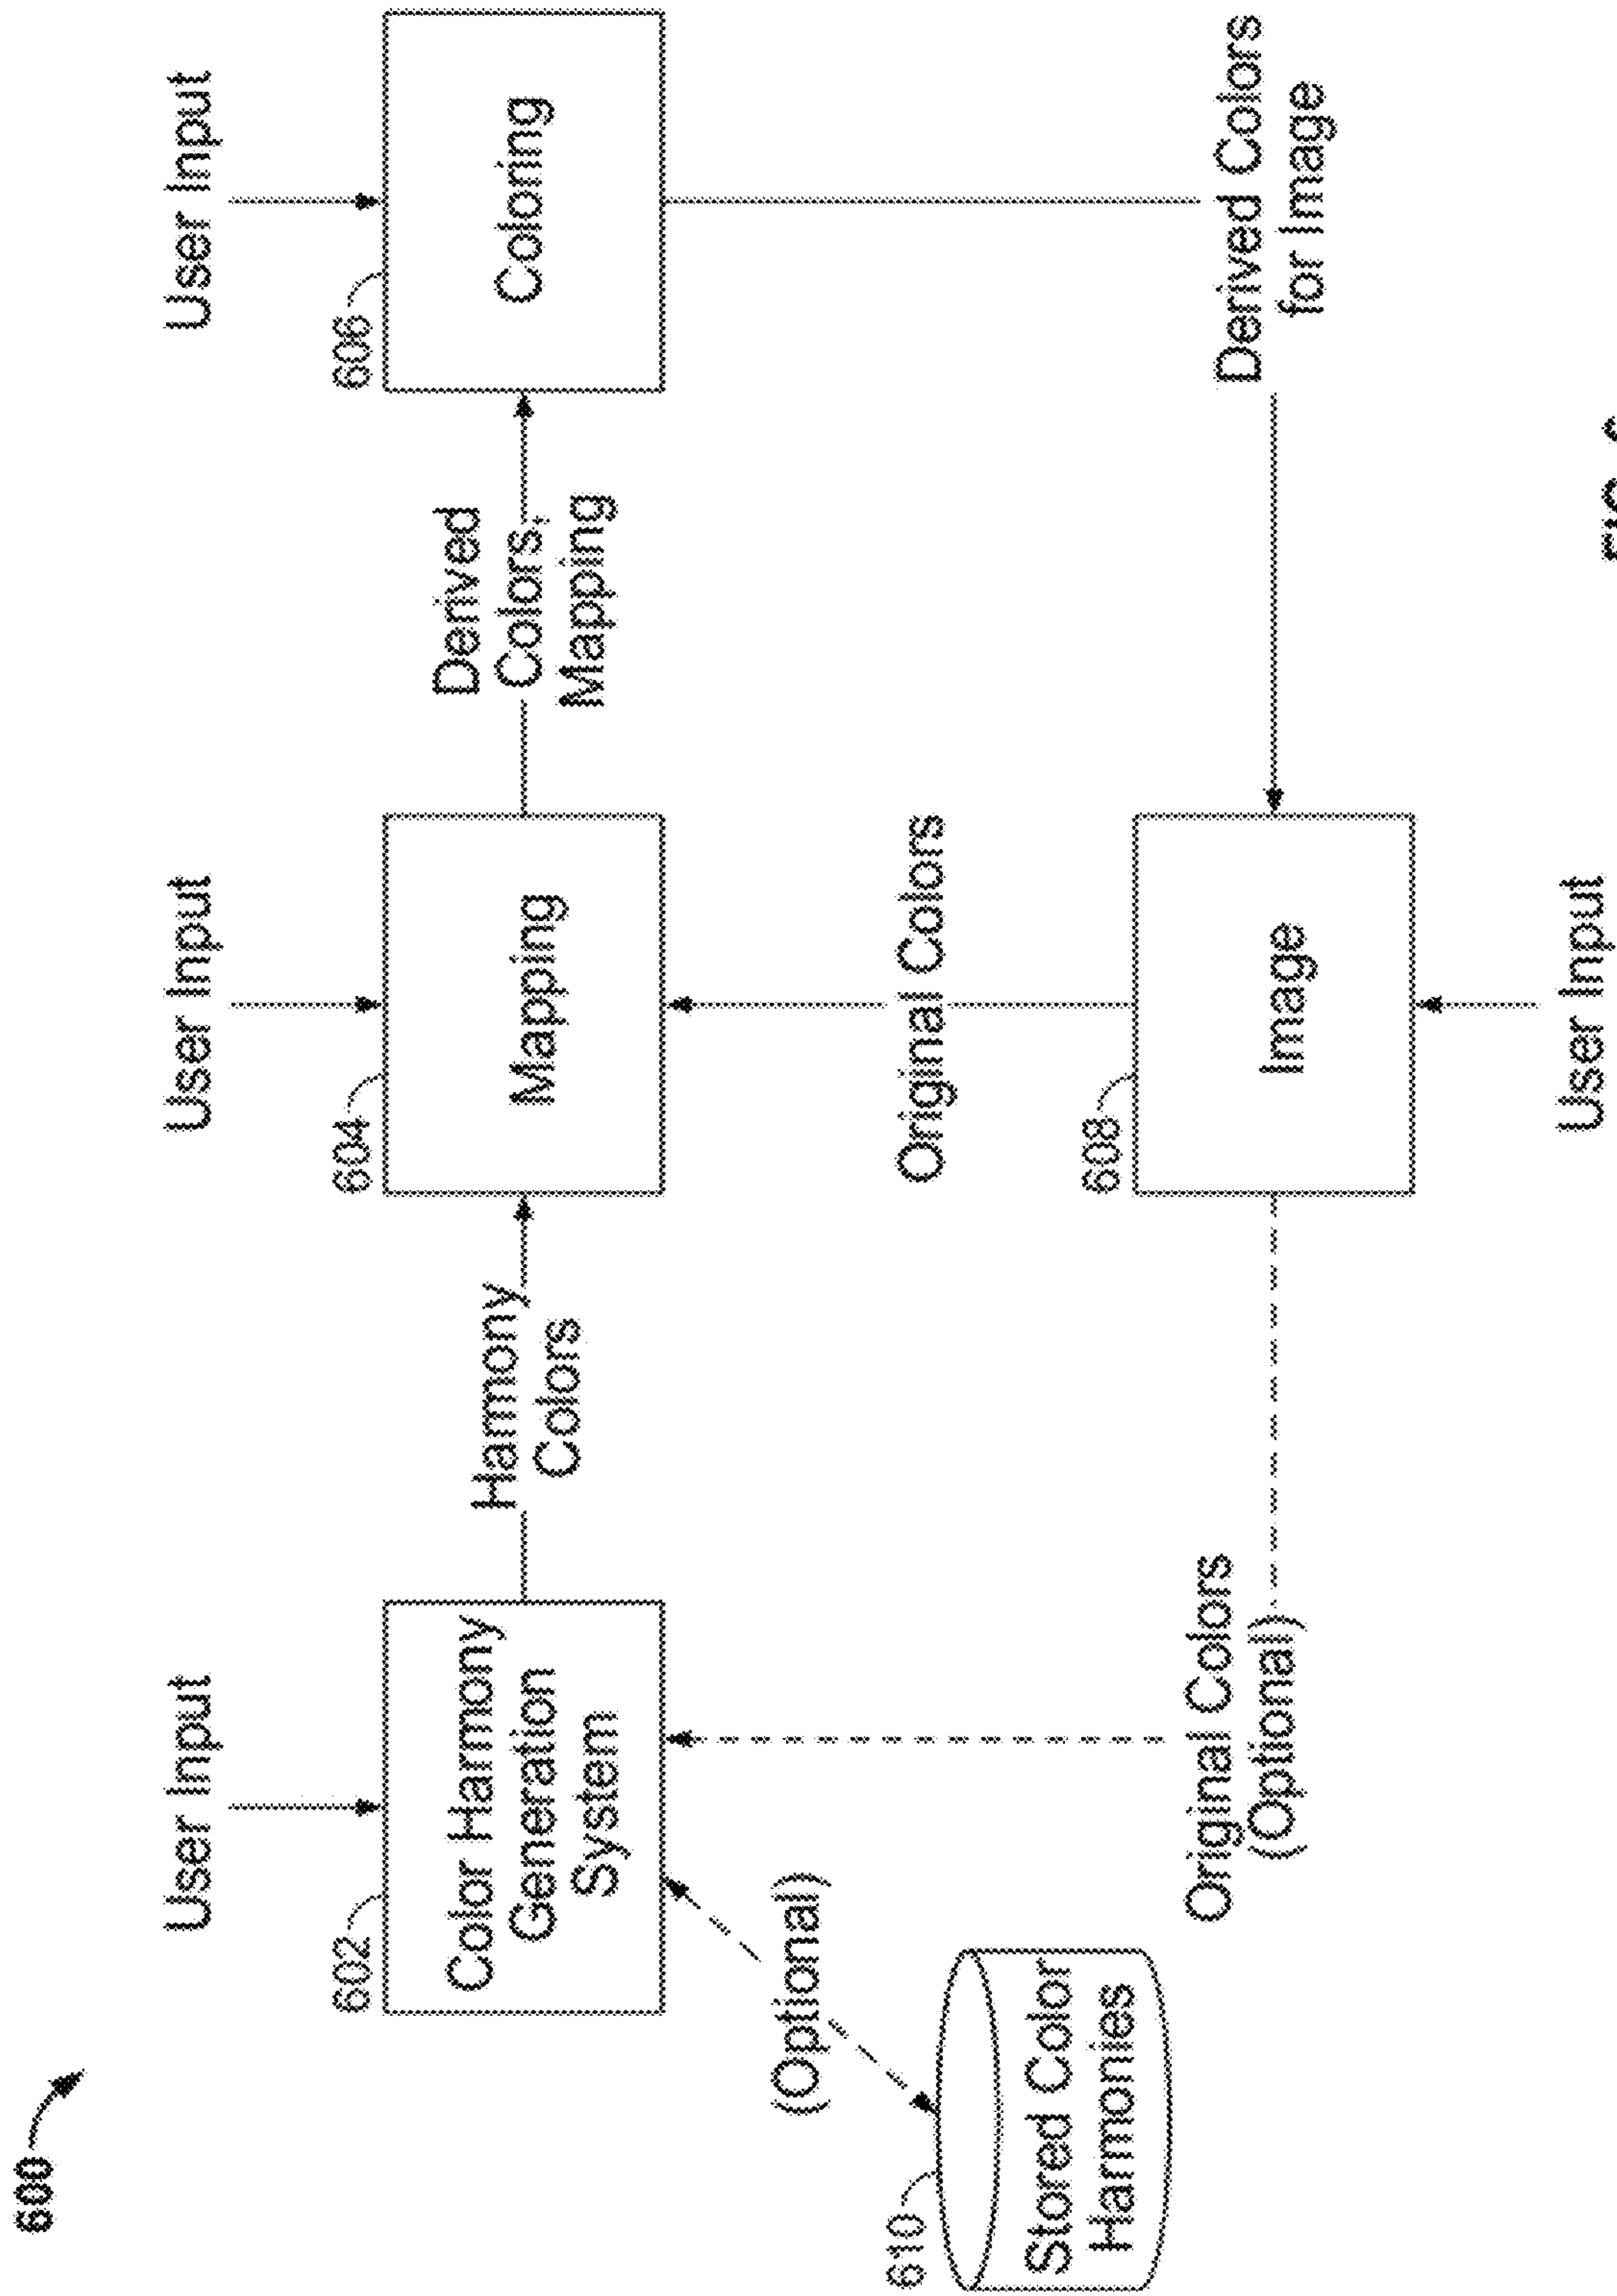 600
User Input
User Input
User Input
602
604
606
Color Harmony
Generation
System
Harmony
Colors
Mapping
Derived
Colors,
Mapping
Coloring
(Optional)
Original Colors
610
Stored Color
Harmonies
608
Original Colors
(Optional)
Image
Derived Colors
for Image
User Input
FIG.